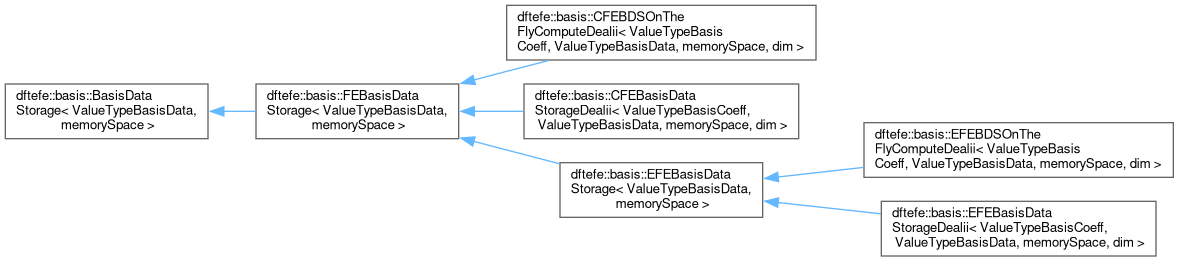 dftefe::basis::CFEBDSOnThe
FlyComputeDealii< ValueTypeBasis
Coeff, ValueTypeBasisData, memorySpace, dim >
dftefe::basis::BasisData
Storage< ValueTypeBasisData,
memorySpace >
dftefe::basis::FEBasisData
Storage< ValueTypeBasisData,
memorySpace >
dftefe::basis::CFEBasisData
StorageDealii< ValueTypeBasisCoeff,
ValueTypeBasisData, memorySpace, dim >
dftefe::basis::EFEBasisData
Storage< ValueTypeBasisData,
memorySpace >
dftefe::basis::EFEBDSOnThe
FlyComputeDealii< ValueTypeBasis
Coeff, ValueTypeBasisData, memorySpace, dim >
dftefe::basis::EFEBasisData
StorageDealii< ValueTypeBasisCoeff,
ValueTypeBasisData, memorySpace, dim >